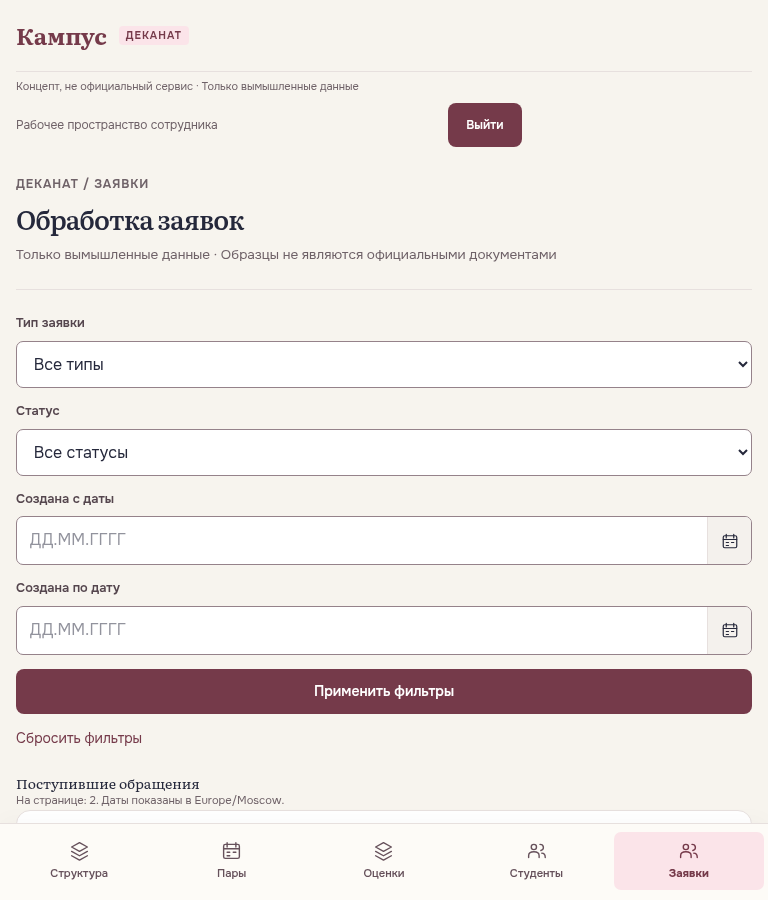 Кампус ДЕКАНАТ
Концепт, не официальный сервис · Только вымышленные данные
Рабочее пространство сотрудника Выйти
ДЕКАНАТ / ЗАЯВКИ
Обработка заявок
Только вымышленные данные · Образцы не являются официальными документами
Тип заявки
Все типы
Статус
Все статусы
Создана с даты
ДД.ММ.ГГГГ
Создана по дату
ДД.ММ.ГГГГ
Применить фильтры
Сбросить фильтры
Поступившие обращения
На странице: 2. Даты показаны в Europe/Moscow.
Структура Пары Оценки Студенты Заявки